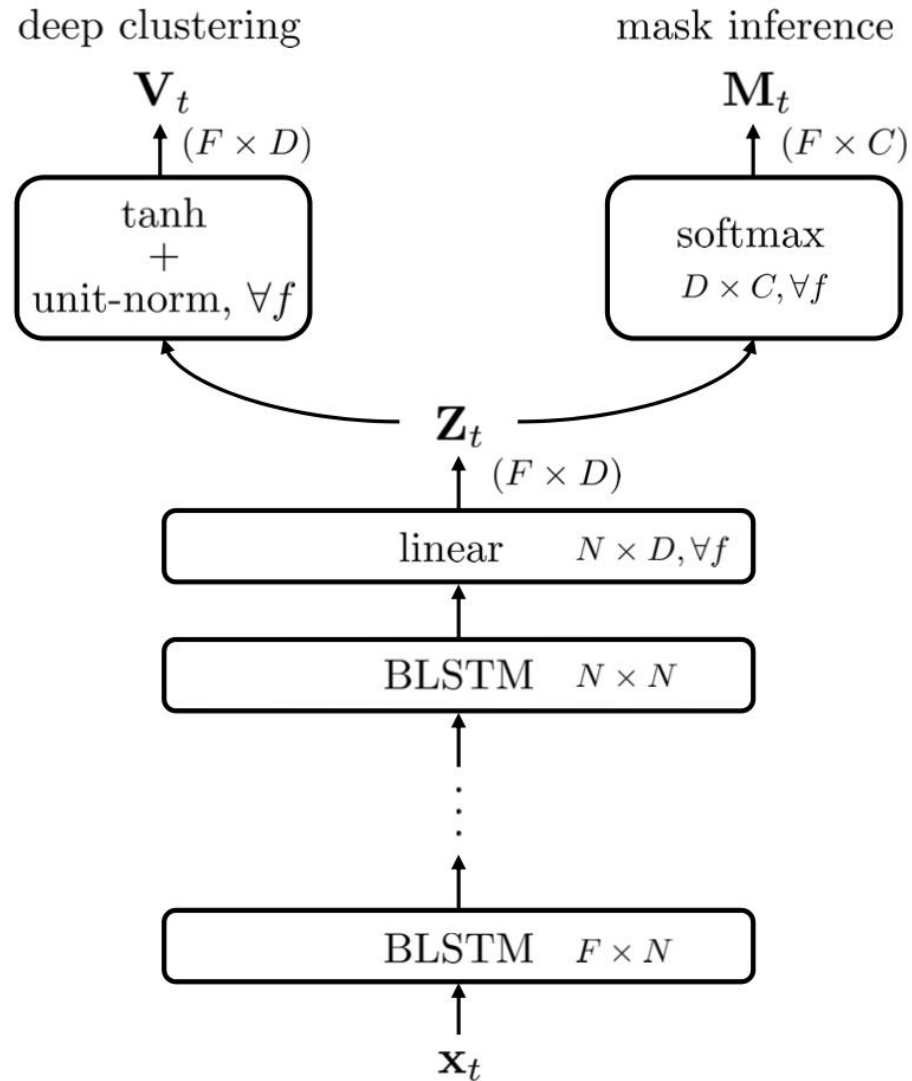 deep clustering
mask inference
V_t
M_t
(F × D)
(F × C)
tanh
+
unit-norm, ∀f
softmax
D × C, ∀f
Z_t
(F × D)
linear N × D, ∀f
BLSTM N × N
⋮
BLSTM F × N
x_t